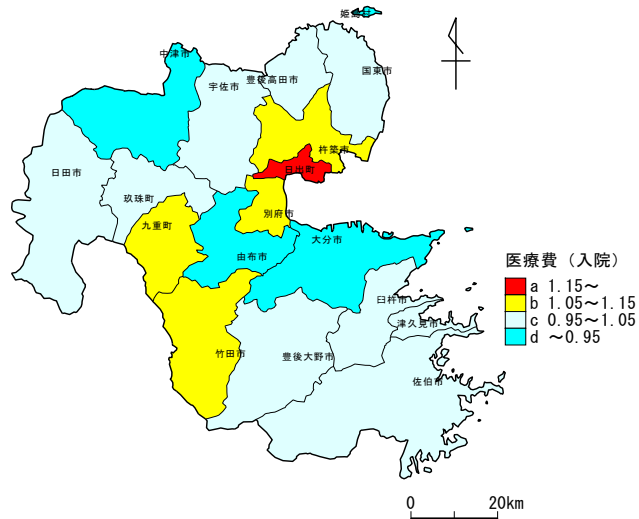 姫島村
中津市
豊後高田市
国東市
宇佐市
杵築市
日出町
日田市
玖珠町
別府市
九重町
大分市
由布市
臼杵市
津久見市
竹田市
豊後大野市
佐伯市
医療費（入院）
a 1.15～
b 1.05～1.15
c 0.95～1.05
d ～0.95
0 20km